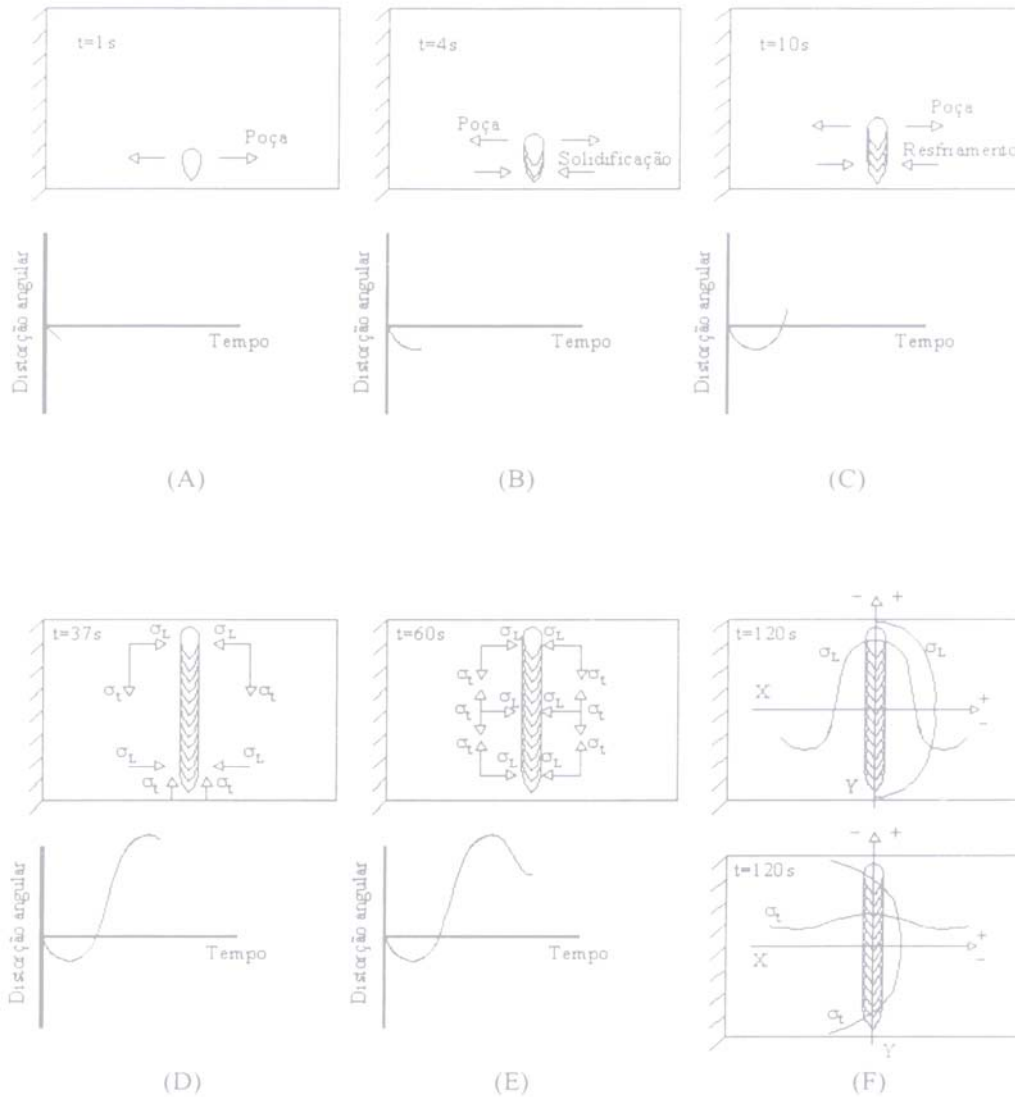 t=1s
Poça
Distorção angular
Tempo
(A)
t=4s
Poça
Solidificação
Distorção angular
Tempo
(B)
t=10s
Poça
Resfriamento
Distorção angular
Tempo
(C)
t=37s
σL σL
σt σt
σL σL
σt σt
Distorção angular
Tempo
(D)
t=60s
σL σL
σt σt
σt σL σL σt
σt σt
σL σL
Distorção angular
Tempo
(E)
- +
t=120s
σL σL
X + -
Y
- +
t=120s
σt
X + -
σt
Y
(F)